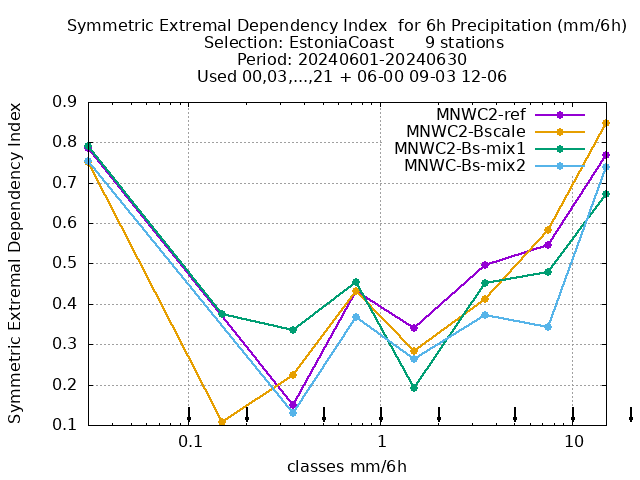 Symmetric Extremal Dependency Index  for 6h Precipitation (mm/6h)
Selection: EstoniaCoast      9 stations
Period: 20240601-20240630
Used 00,03,...,21 + 06-00 09-03 12-06
Symmetric Extremal Dependency Index
0.9
0.8
0.7
0.6
0.5
0.4
0.3
0.2
0.1
MNWC2-ref
MNWC2-Bscale
MNWC2-Bs-mix1
MNWC-Bs-mix2
0.1 1 10
classes mm/6h